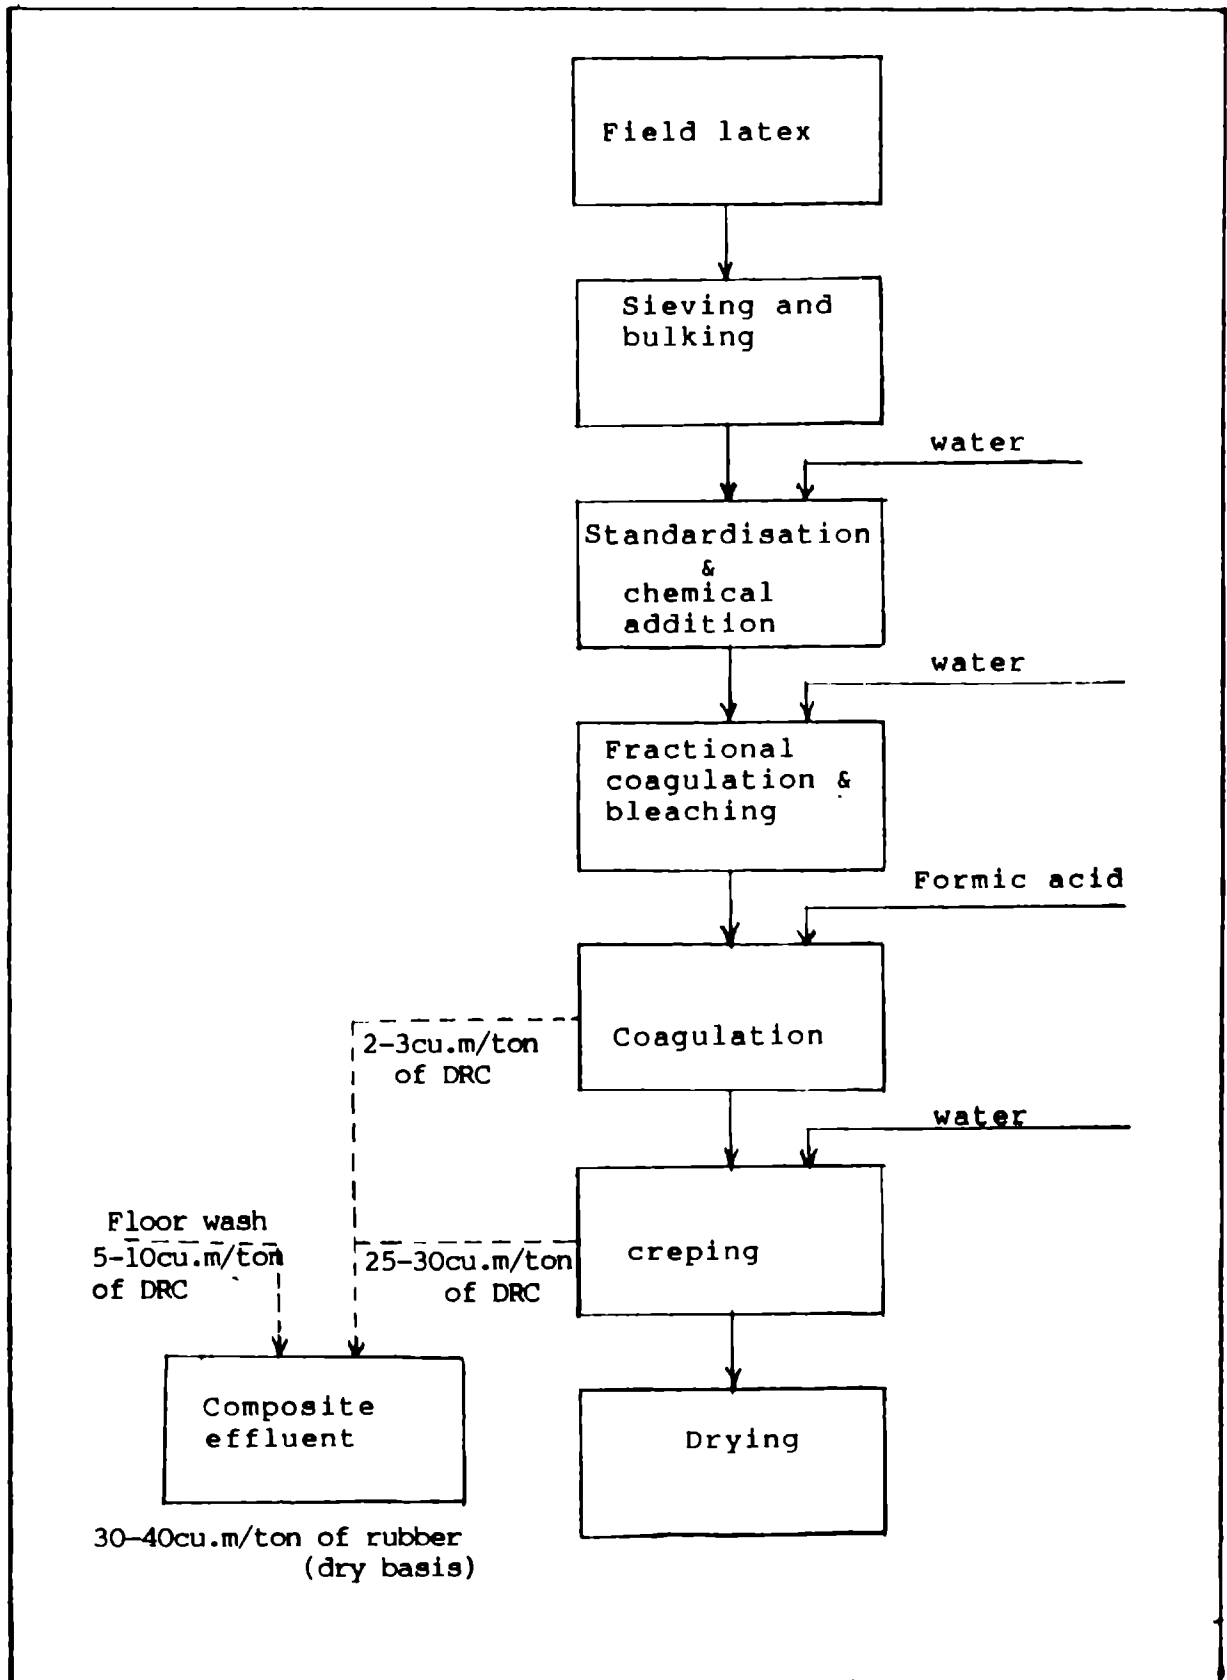 Field latex
Sieving and
bulking
water
Standardisation
&
chemical
addition
water
Fractional
coagulation &
bleaching
Formic acid
Coagulation
2-3cu.m/ton
of DRC
water
creping
Floor wash
5-10cu.m/ton
of DRC
25-30cu.m/ton
of DRC
Composite
effluent
Drying
30-40cu.m/ton of rubber
(dry basis)